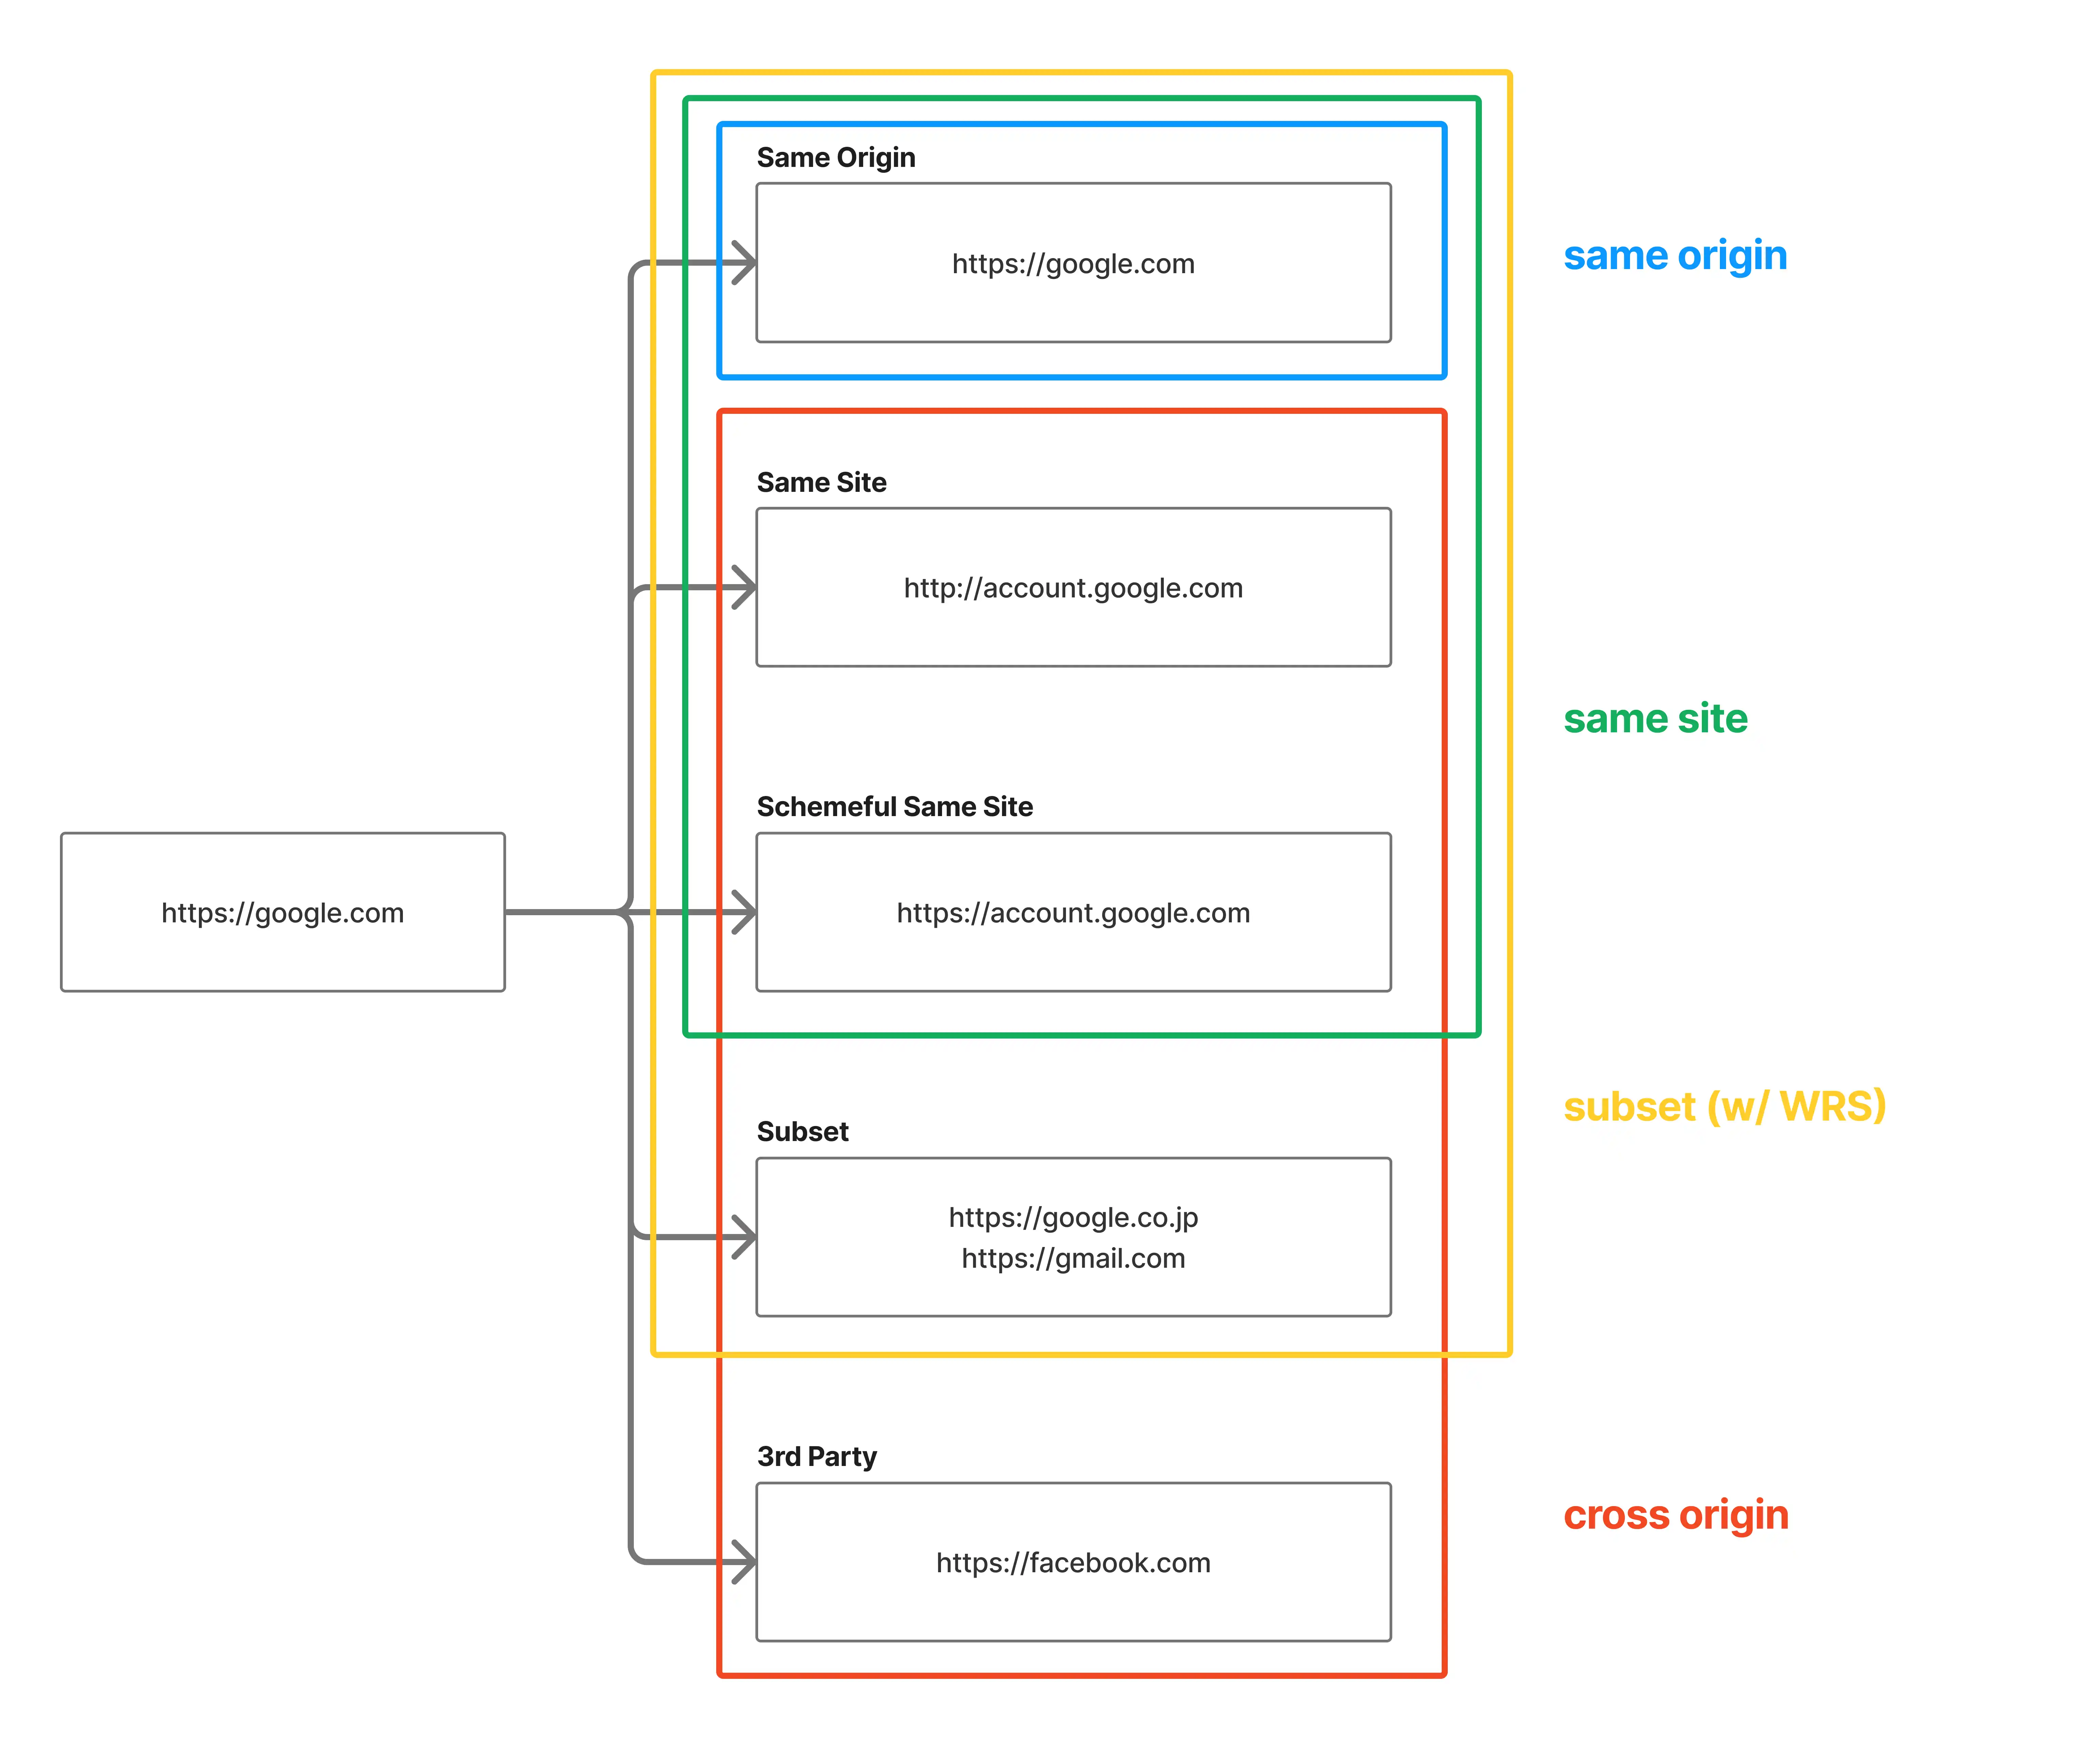 Same Origin
https://google.com
same origin
Same Site
http://account.google.com
same site
Schemeful Same Site
https://google.com
https://account.google.com
subset (w/ WRS)
Subset
https://google.co.jp
https://gmail.com
3rd Party
cross origin
https://facebook.com